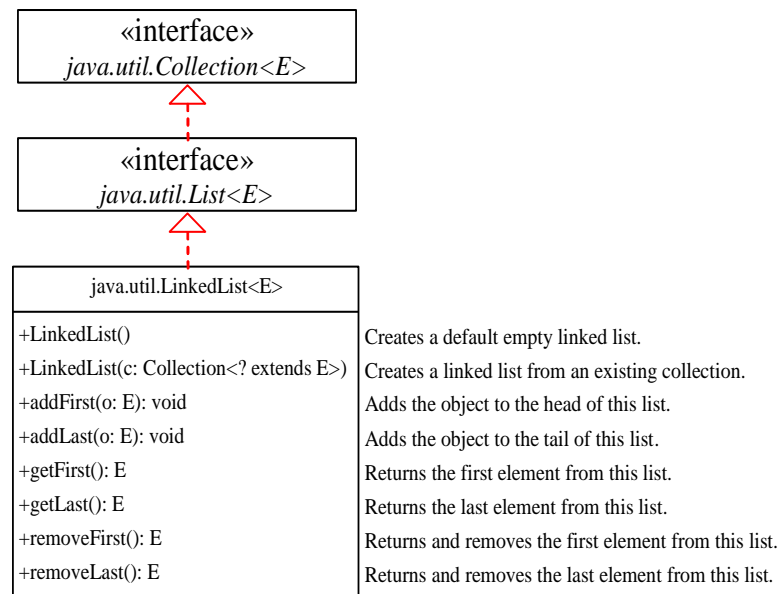 «interface»
java.util.Collection<E>
«interface»
java.util.List<E>
java.util.LinkedList<E>
+LinkedList() Creates a default empty linked list.
+LinkedList(c: Collection<? extends E>) Creates a linked list from an existing collection.
+addFirst(o: E): void Adds the object to the head of this list.
+addLast(o: E): void Adds the object to the tail of this list.
+getFirst(): E Returns the first element from this list.
+getLast(): E Returns the last element from this list.
+removeFirst(): E Returns and removes the first element from this list.
+removeLast(): E Returns and removes the last element from this list.